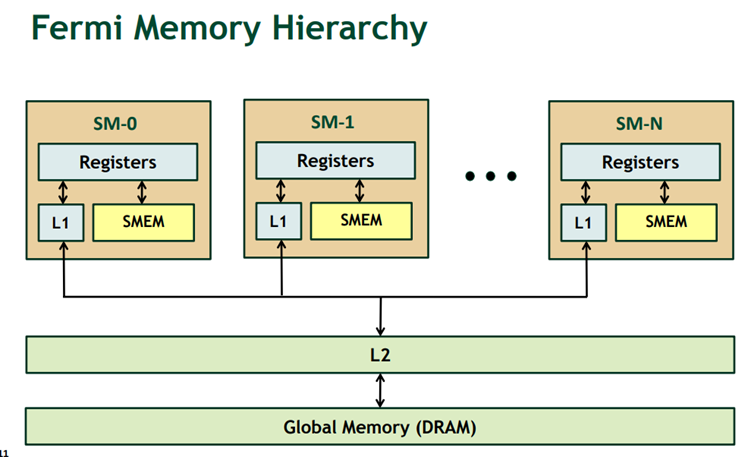 Fermi Memory Hierarchy
SM-0
Registers
L1
SMEM
SM-1
Registers
L1
SMEM
SM-N
Registers
L1
SMEM
L2
Global Memory (DRAM)
11